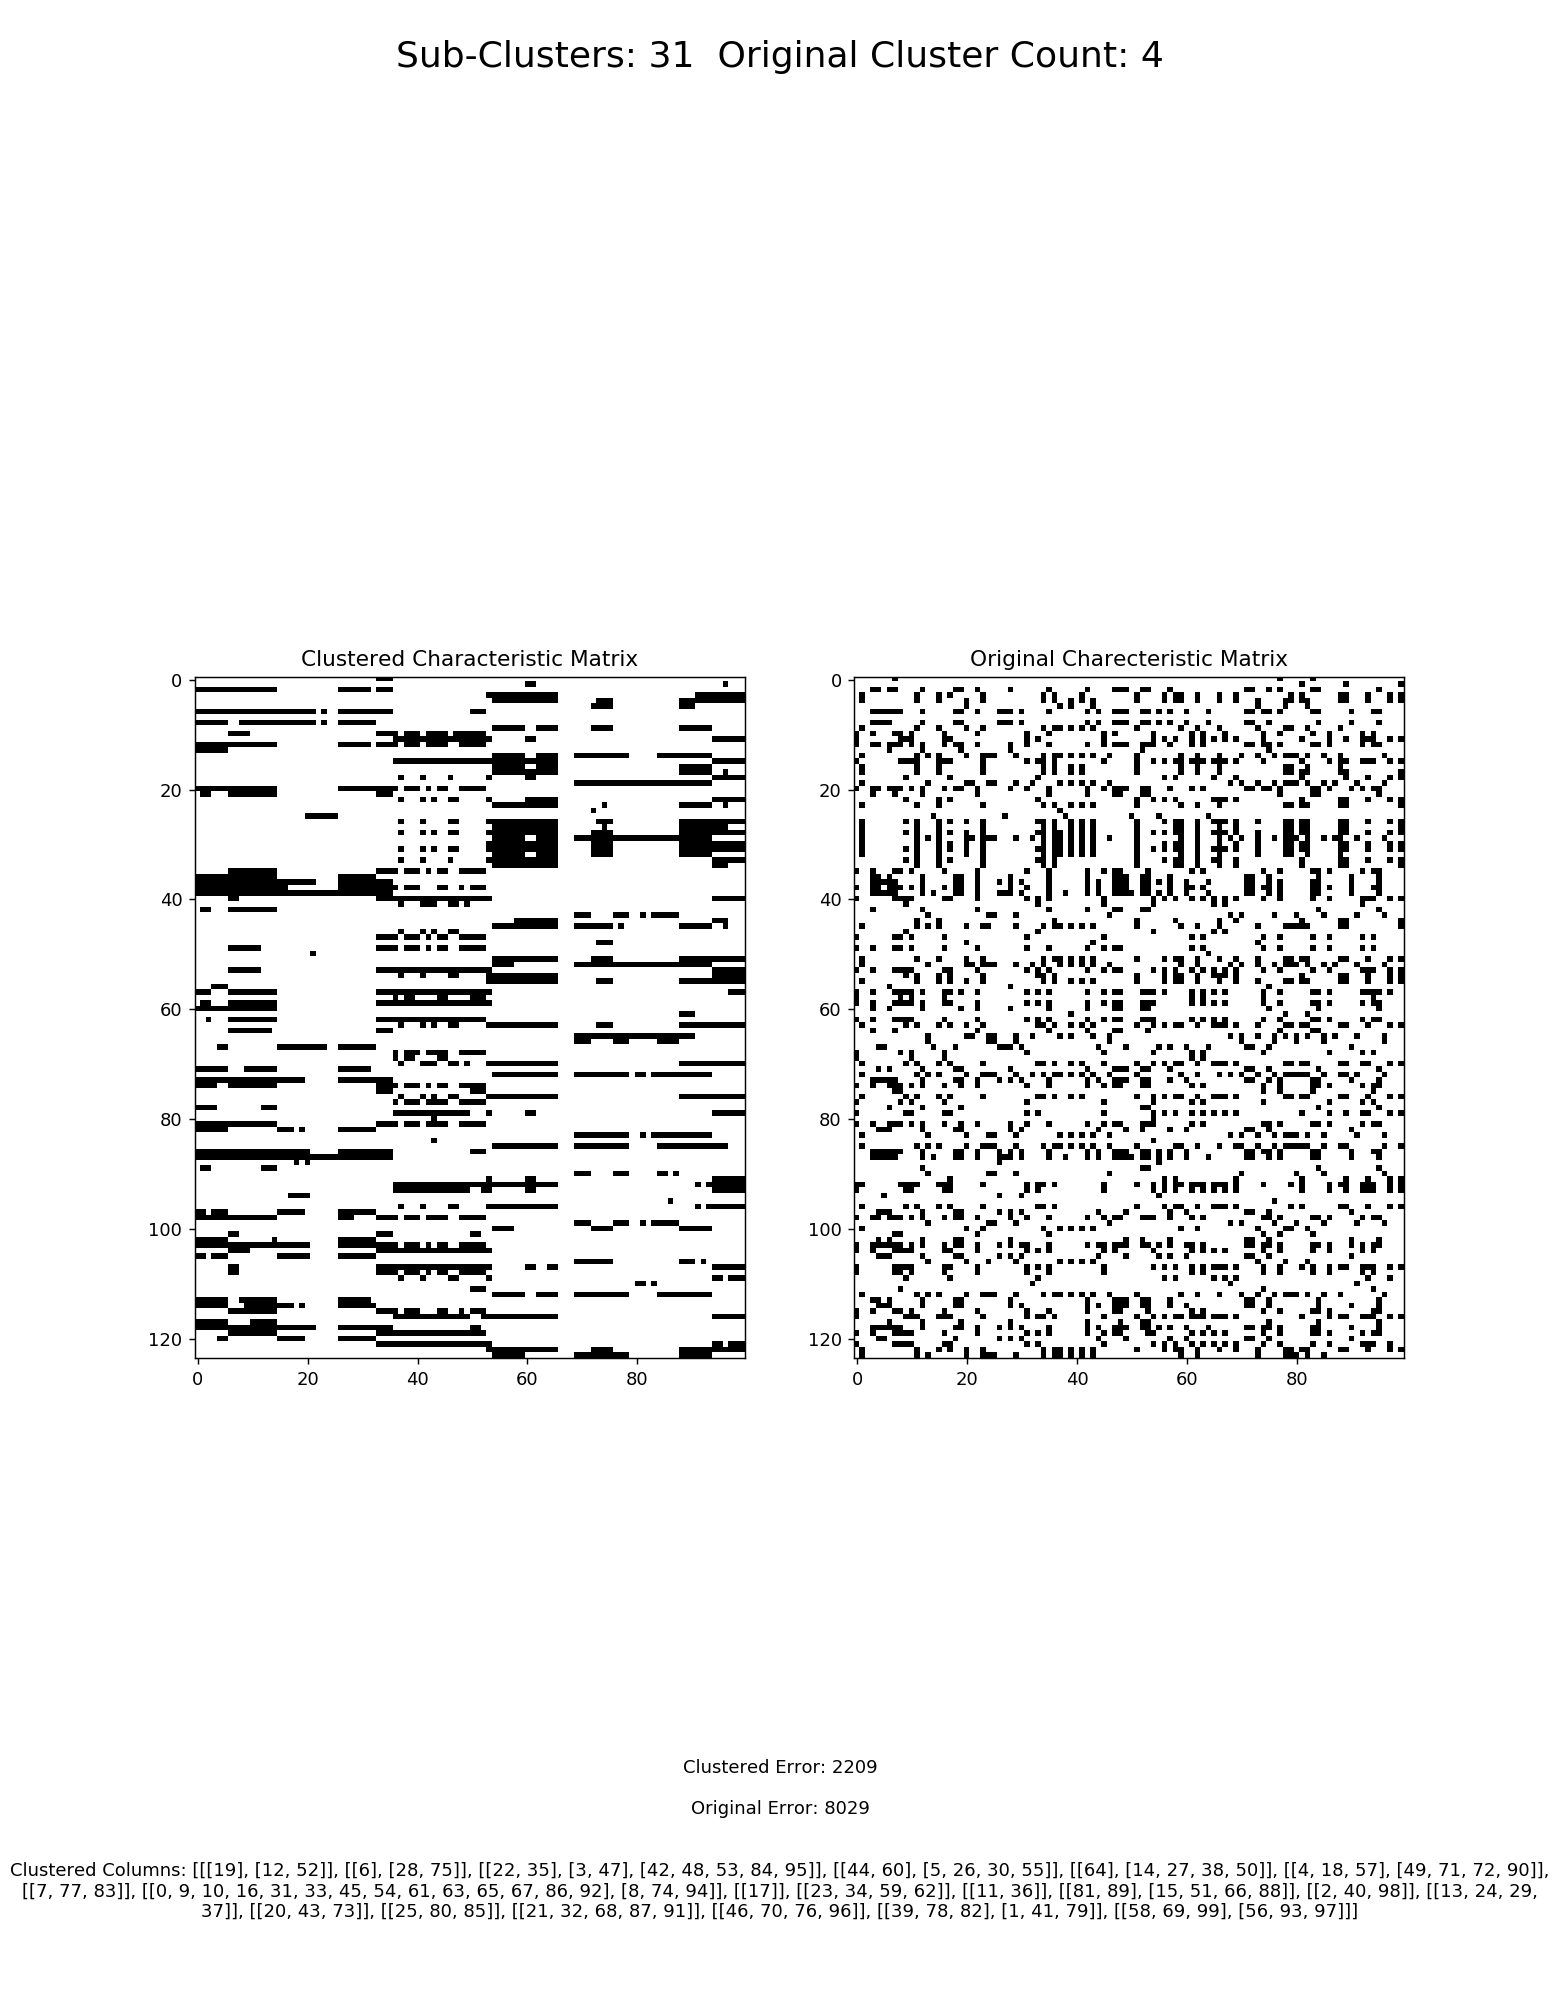 Sub-Clusters: 31  Original Cluster Count: 4
Clustered Characteristic Matrix
Original Charecteristic Matrix
0
20
40
60
80
100
120
0 20 40 60 80
0
20
40
60
80
100
120
0 20 40 60 80
Clustered Error: 2209
Original Error: 8029
Clustered Columns: [[[19], [12, 52]], [[6], [28, 75]], [[22, 35], [3, 47], [42, 48, 53, 84, 95]], [[44, 60], [5, 26, 30, 55]], [[64], [14, 27, 38, 50]], [[4, 18, 57], [49, 71, 72, 90]],
[[7, 77, 83]], [[0, 9, 10, 16, 31, 33, 45, 54, 61, 63, 65, 67, 86, 92], [8, 74, 94]], [[17]], [[23, 34, 59, 62]], [[11, 36]], [[81, 89], [15, 51, 66, 88]], [[2, 40, 98]], [[13, 24, 29,
37]], [[20, 43, 73]], [[25, 80, 85]], [[21, 32, 68, 87, 91]], [[46, 70, 76, 96]], [[39, 78, 82], [1, 41, 79]], [[58, 69, 99], [56, 93, 97]]]